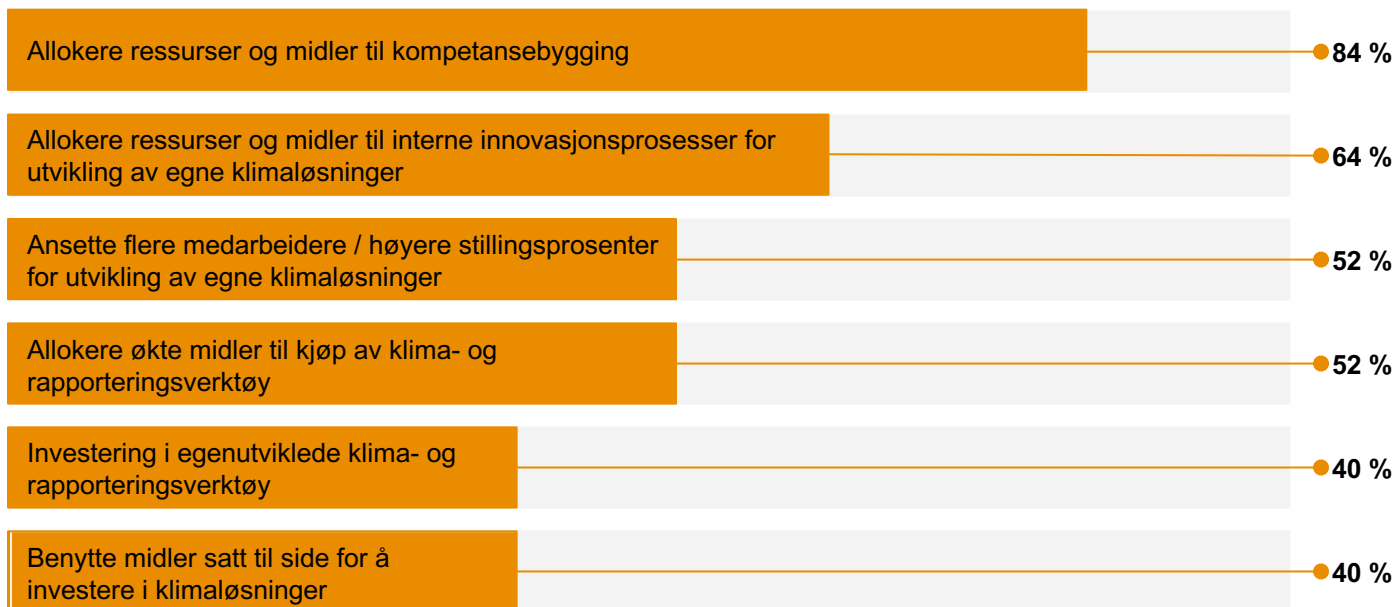 Allokere ressurser og midler til kompetansebygging
84 %
Allokere ressurser og midler til interne innovasjonsprosesser for
utvikling av egne klimaløsninger
64 %
Ansette flere medarbeidere / høyere stillingsprosenter
for utvikling av egne klimaløsninger
52 %
Allokere økte midler til kjøp av klima- og
rapporteringsverktøy
52 %
Investering i egenutviklede klima- og
rapporteringsverktøy
40 %
Benytte midler satt til side for å
investere i klimaløsninger
40 %